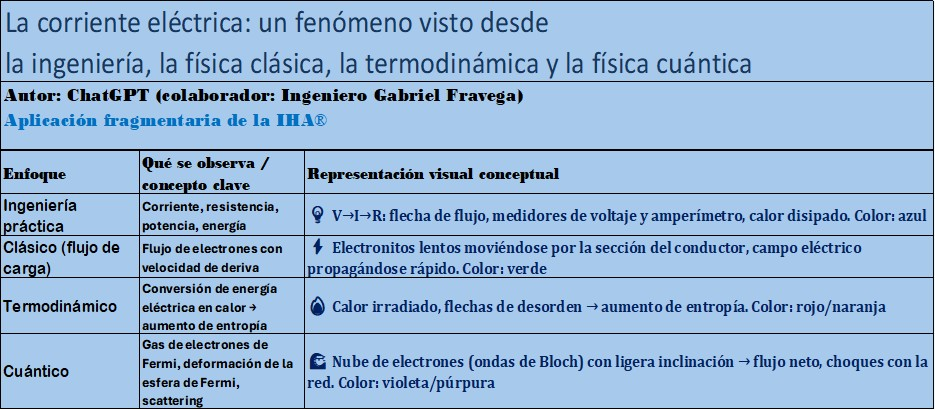 La corriente eléctrica: un fenómeno visto desde
la ingeniería, la física clásica, la termodinámica y la física cuántica
Autor: ChatGPT (colaborador: Ingeniero Gabriel Fravega)
Aplicación fragmentaria de la IHA®
Enfoque
Qué se observa /
concepto clave
Representación visual conceptual
Ingeniería
práctica
Corriente, resistencia,
potencia, energía
V→I→R: flecha de flujo, medidores de voltaje y amperímetro, calor disipado. Color: azul
Clásico (flujo de
carga)
Flujo de electrones con
velocidad de deriva
Electronitos lentos moviéndose por la sección del conductor, campo eléctrico
propagándose rápido. Color: verde
Termodinámico
Conversión de energía
eléctrica en calor →
aumento de entropía
Calor irradiado, flechas de desorden → aumento de entropía. Color: rojo/naranja
Cuántico
Gas de electrones de
Fermi, deformación de la
esfera de Fermi,
scattering
Nube de electrones (ondas de Bloch) con ligera inclinación → flujo neto, choques con la
red. Color: violeta/púrpura